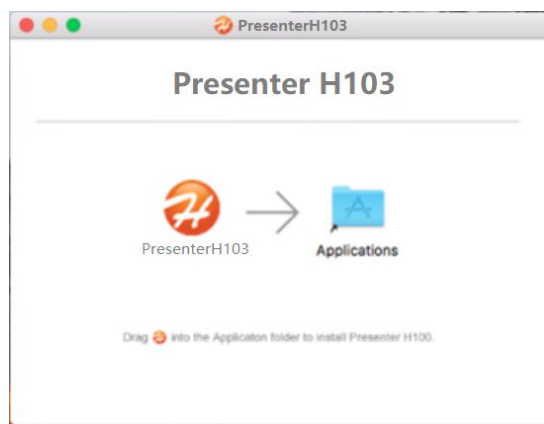 PresenterH103
Presenter H103
PresenterH103
Applications
Drag into the Applicaton folder to install Presenter H100.